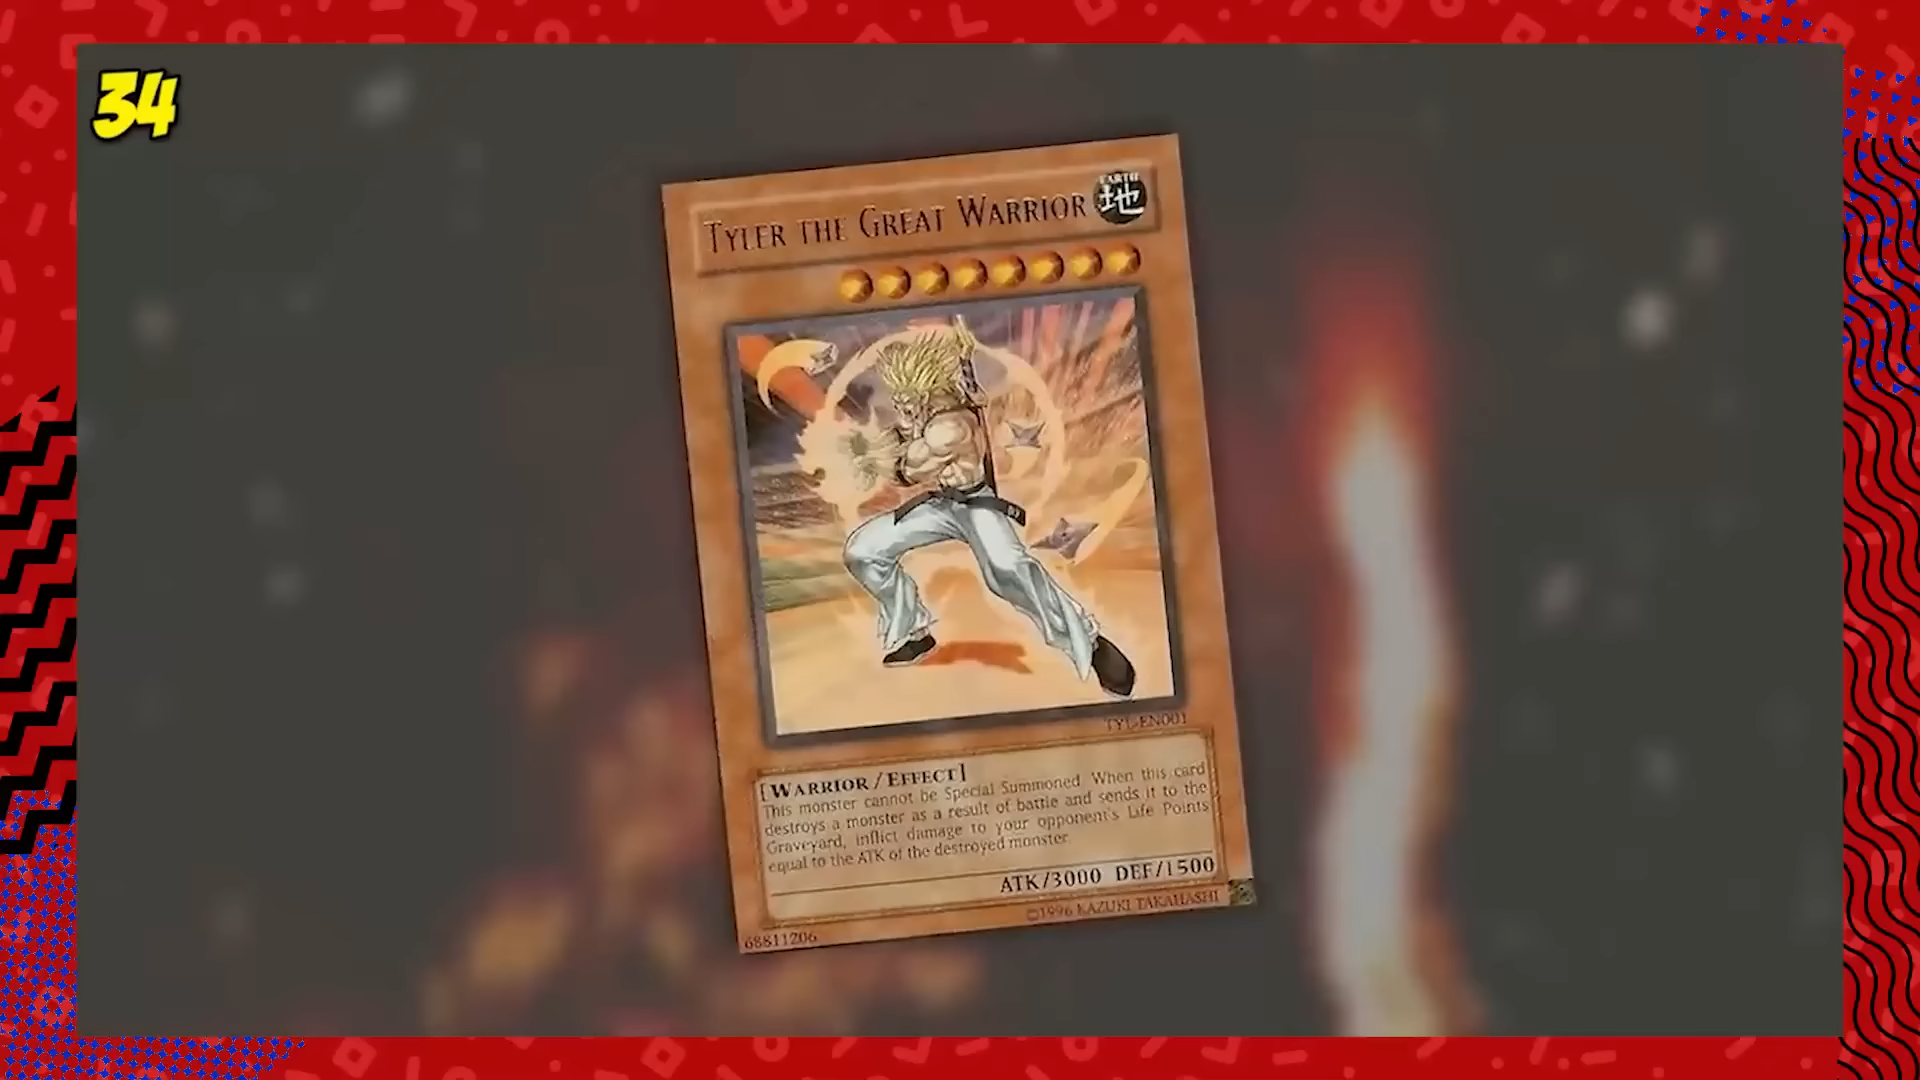 34
TYLER THE GREAT WARRIOR
EARTH
地
TYL-EN001
[WARRIOR/EFFECT]
This monster cannot be Special Summoned. When this card
destroys a monster as a result of battle and sends it to the
Graveyard, inflict damage to your opponent's Life Points
equal to the ATK of the destroyed monster.
ATK/3000 DEF/1500
©1996 KAZUKI TAKAHASHI
68811206